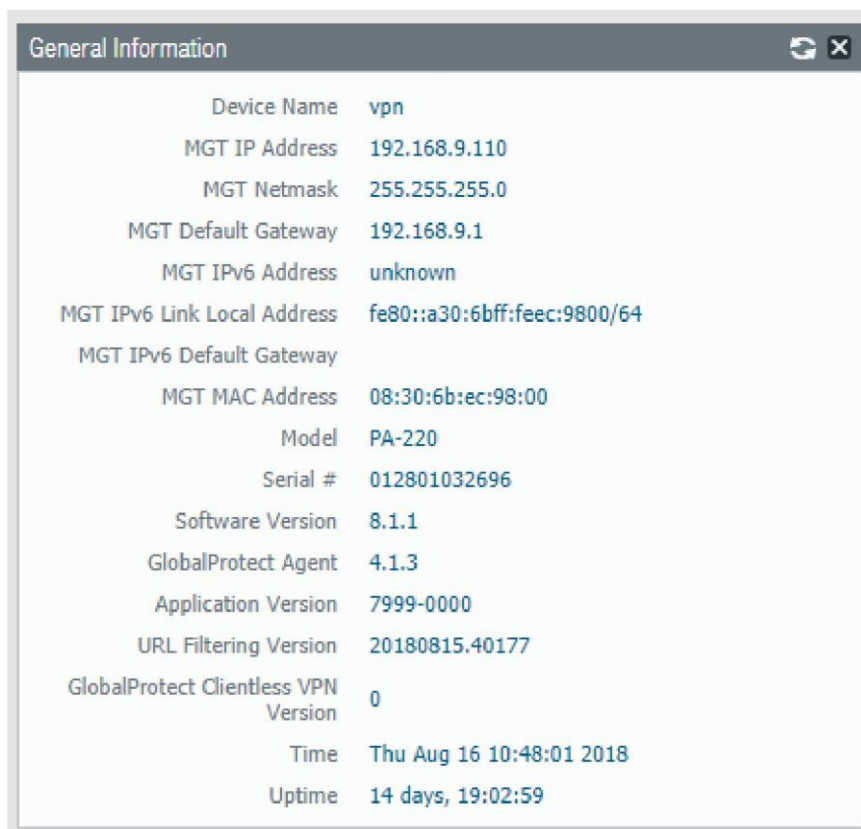 General Information
Device Name vpn
MGT IP Address 192.168.9.110
MGT Netmask 255.255.255.0
MGT Default Gateway 192.168.9.1
MGT IPv6 Address unknown
MGT IPv6 Link Local Address fe80::a30:6bff:feec:9800/64
MGT IPv6 Default Gateway
MGT MAC Address 08:30:6b:ec:98:00
Model PA-220
Serial # 012801032696
Software Version 8.1.1
GlobalProtect Agent 4.1.3
Application Version 7999-0000
URL Filtering Version 20180815.40177
GlobalProtect Clientless VPN
Version 0
Time Thu Aug 16 10:48:01 2018
Uptime 14 days, 19:02:59